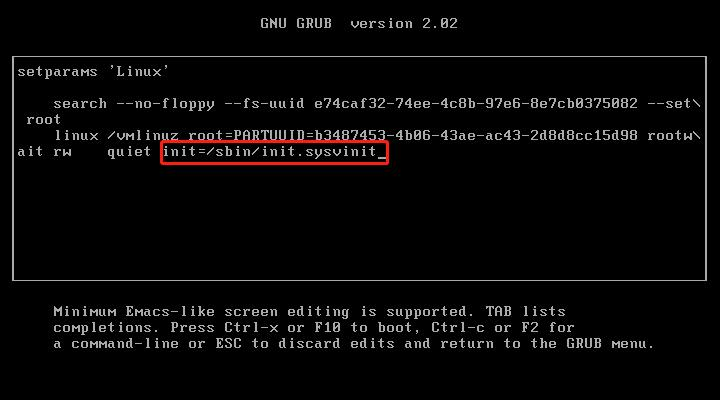 GNU GRUB  version 2.02
setparams 'Linux'
search --no-floppy --fs-uuid e74caf32-74ee-4c8b-97e6-8e7cb0375082 --set\
root
linux /vmlinuz root=PARTUUID=b3487453-4b06-43ae-ac43-2d8d8cc15d98 rootw\
ait rw    quiet init=/sbin/init.sysvinit_
Minimum Emacs-like screen editing is supported. TAB lists
completions. Press Ctrl-x or F10 to boot, Ctrl-c or F2 for
a command-line or ESC to discard edits and return to the GRUB menu.